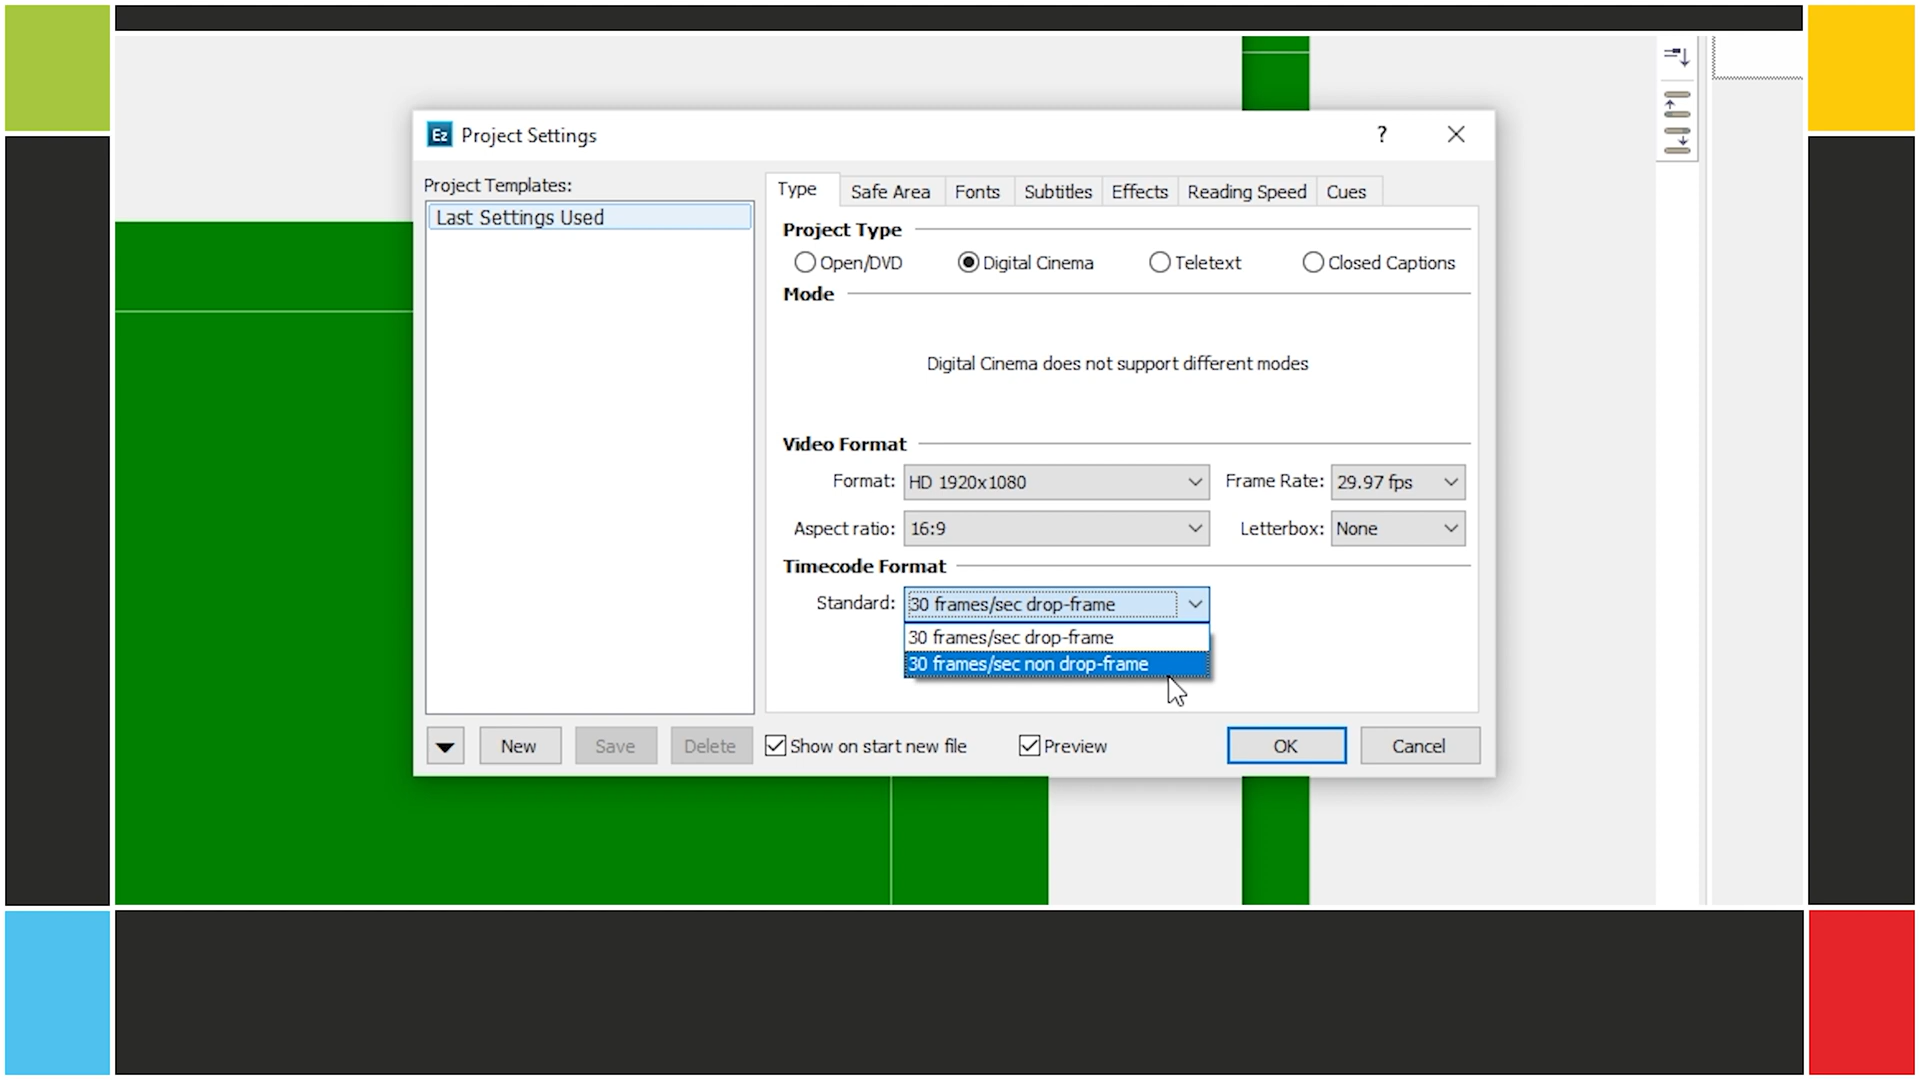 Ez Project Settings ?
Project Templates:
Last Settings Used
Type Safe Area Fonts Subtitles Effects Reading Speed Cues
Project Type
Open/DVD Digital Cinema Teletext Closed Captions
Mode
Digital Cinema does not support different modes
Video Format
Format: HD 1920x1080 Frame Rate: 29.97 fps
Aspect ratio: 16:9 Letterbox: None
Timecode Format
Standard: 30 frames/sec drop-frame
30 frames/sec drop-frame
30 frames/sec non drop-frame
New Save Delete Show on start new file Preview OK Cancel